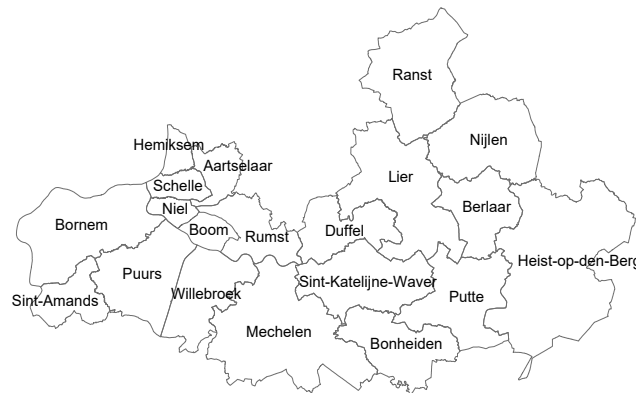 Ranst
Nijlen
Hemiksem
Aartselaar
Lier
Schelle
Niel
Berlaar
Bornem
Boom
Rumst
Duffel
Heist-op-den-Berg
Puurs
Sint-Amands
Willebroek
Sint-Katelijne-Waver
Putte
Mechelen
Bonheiden